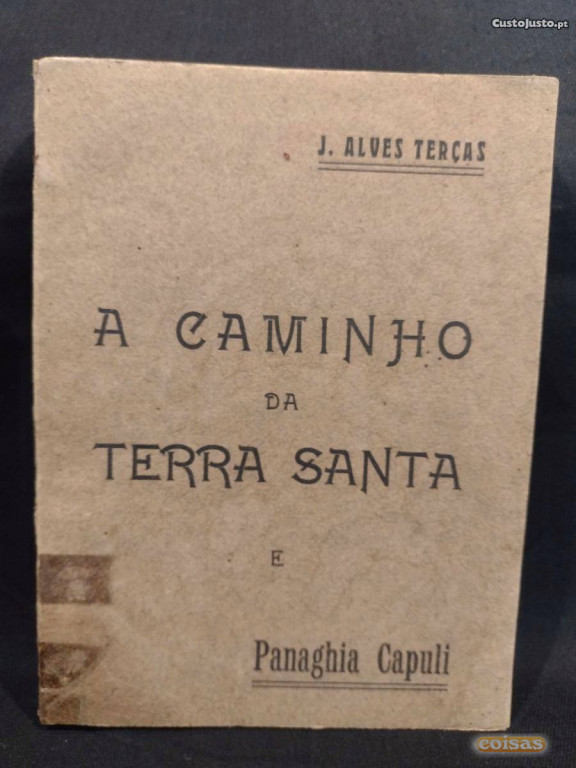 CustoJusto.pt
J. ALVES TERÇAS
A CAMINHO
DA
TERRA SANTA
E
Panaghia Capuli
coisas